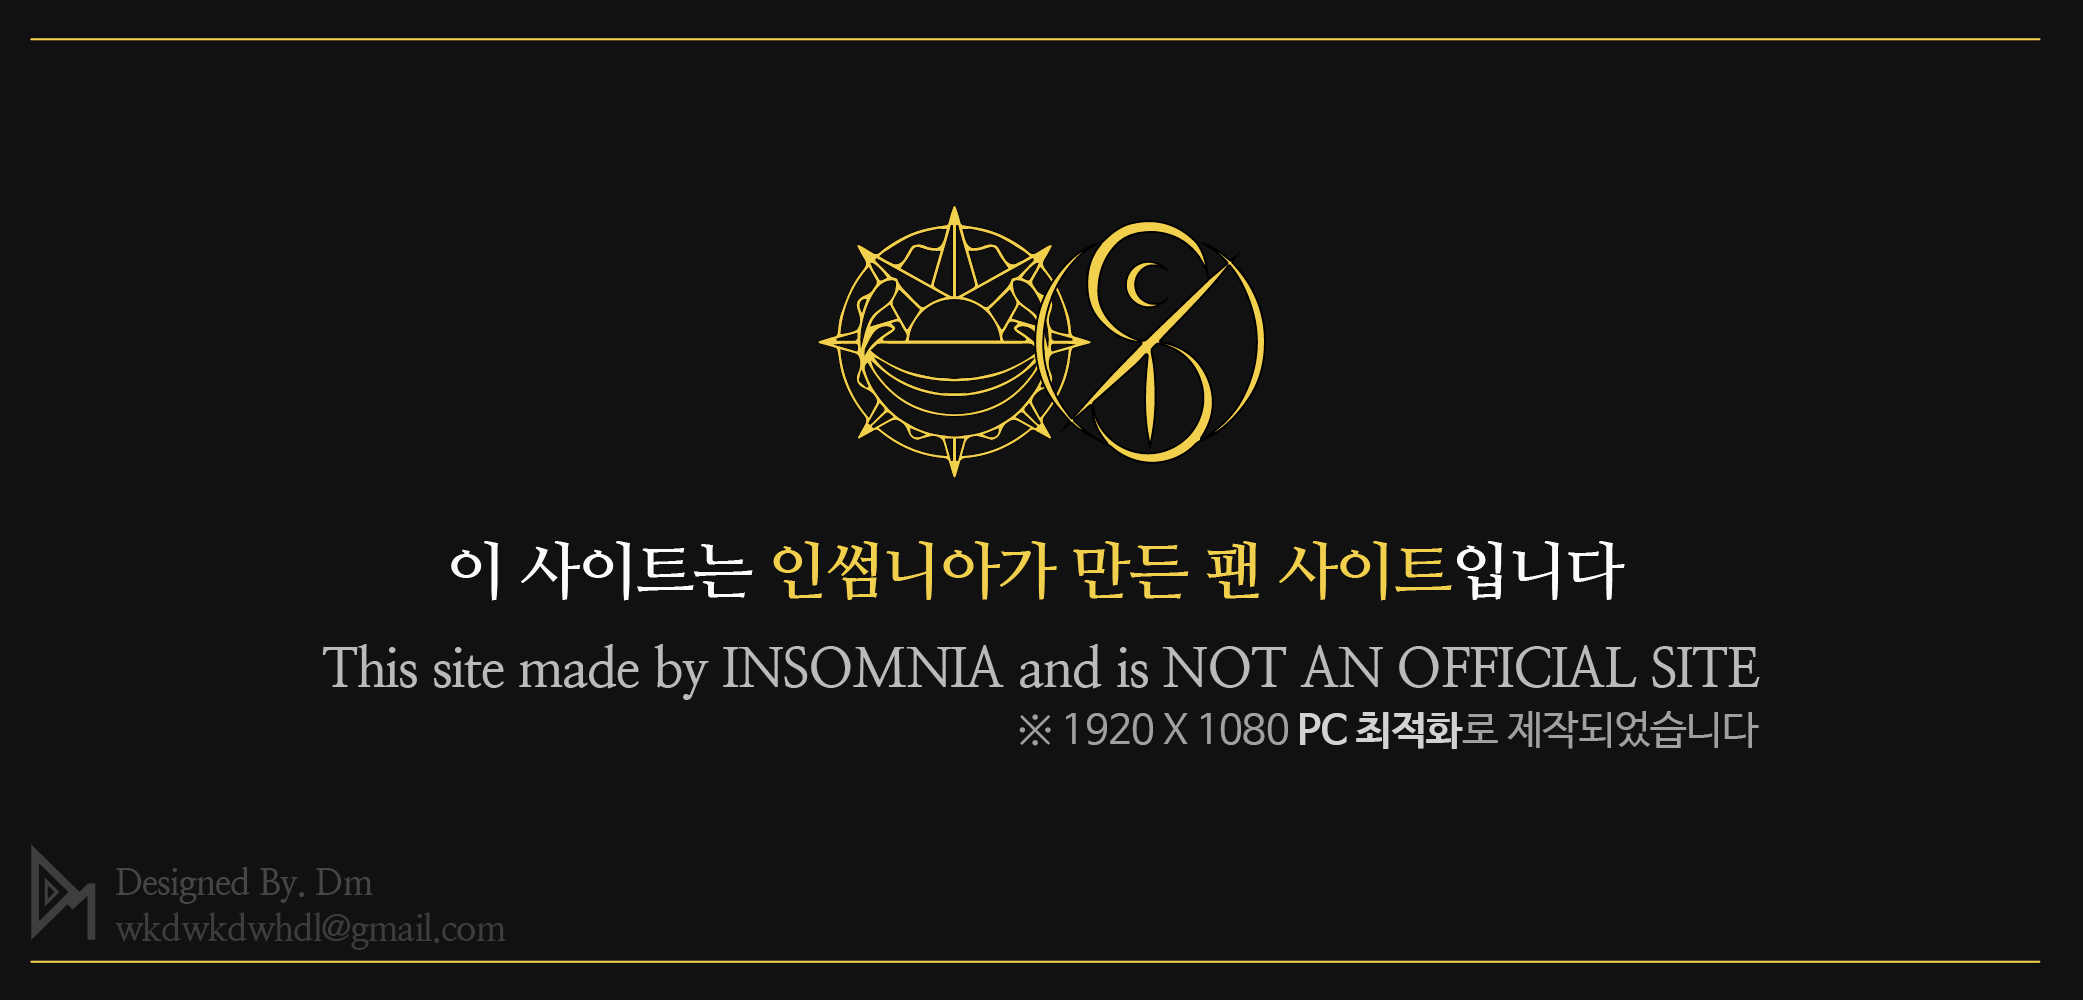 이 사이트는 인썸니아가 만든 팬 사이트입니다
This site made by INSOMNIA and is NOT AN OFFICIAL SITE
※ 1920 X 1080 PC 최적화로 제작되었습니다
Designed By. Dm
wkdwkdwhdl@gmail.com